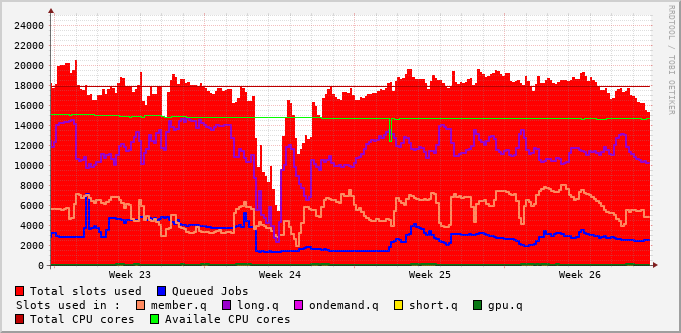 24000
22000
20000
18000
16000
14000
12000
10000
8000
6000
4000
2000
0
Week 23 Week 24 Week 25 Week 26
RRDTOOL / TOBI OETIKER
Total slots used Queued Jobs
Slots used in : member.q long.q ondemand.q short.q gpu.q
Total CPU cores Availale CPU cores